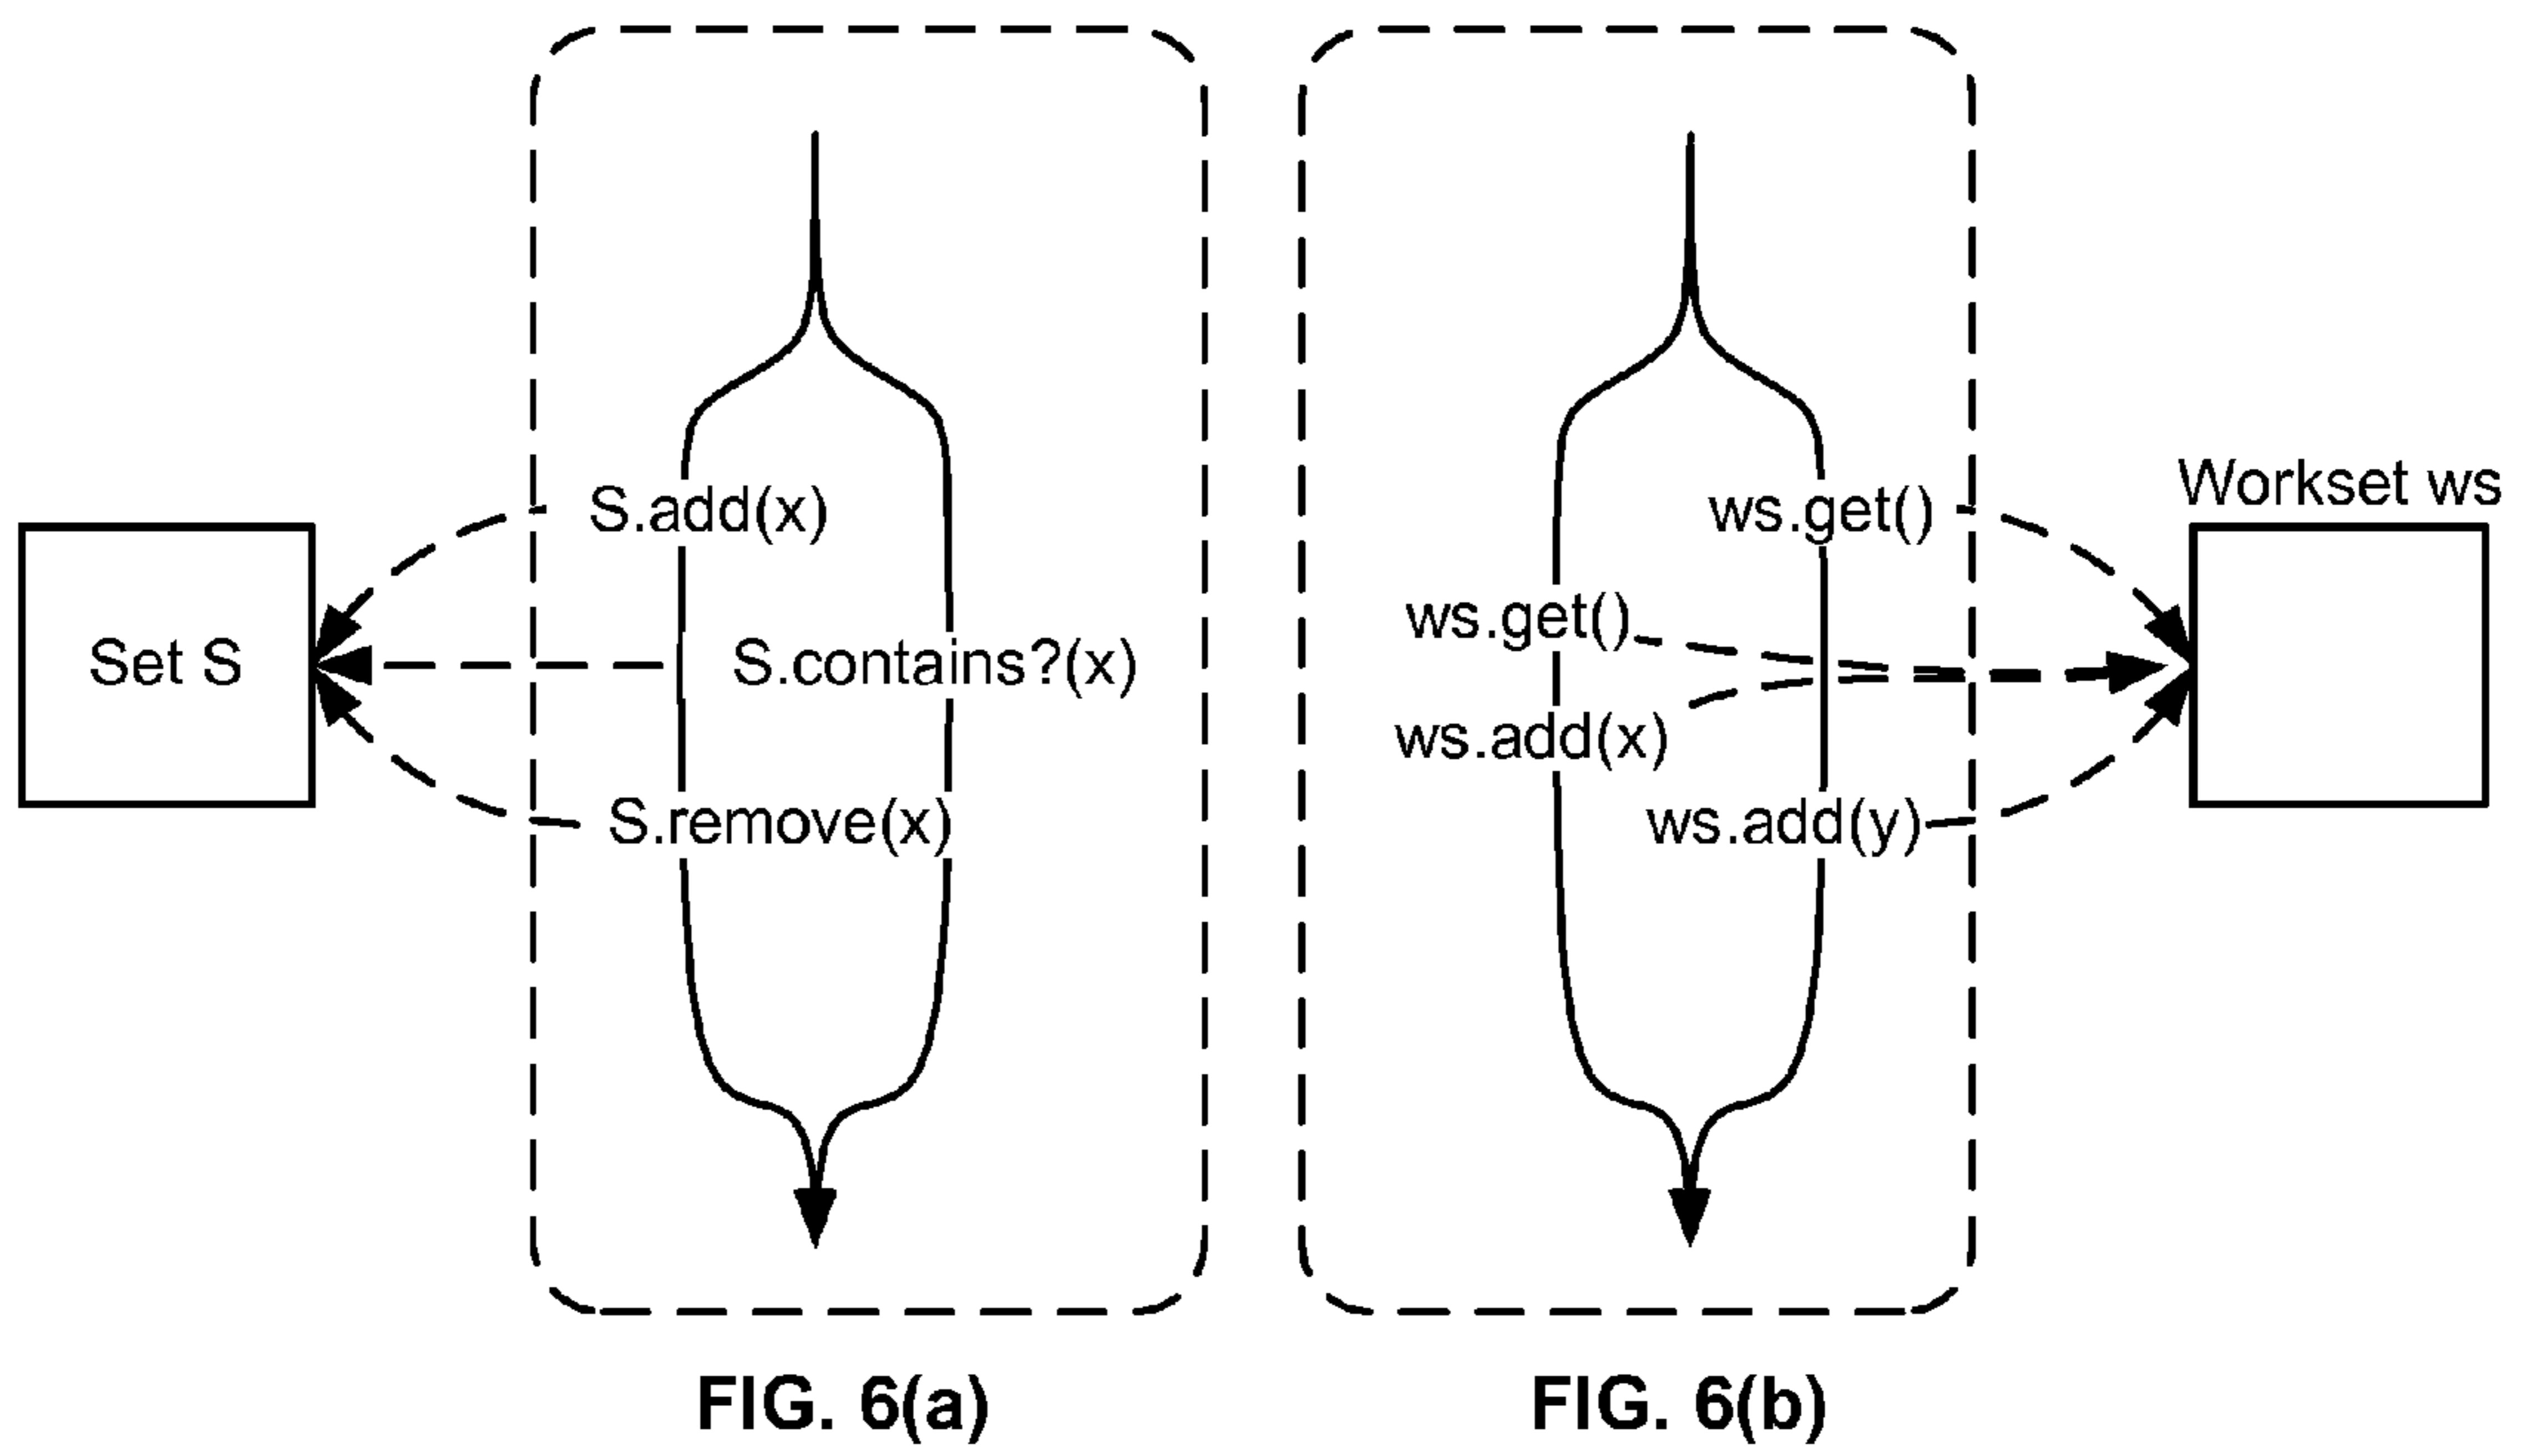 S.add(x)
Set S
S.contains?(x)
S.remove(x)
FIG. 6(a)
Workset ws
ws.get()
ws.get()
ws.add(x)
ws.add(y)
FIG. 6(b)